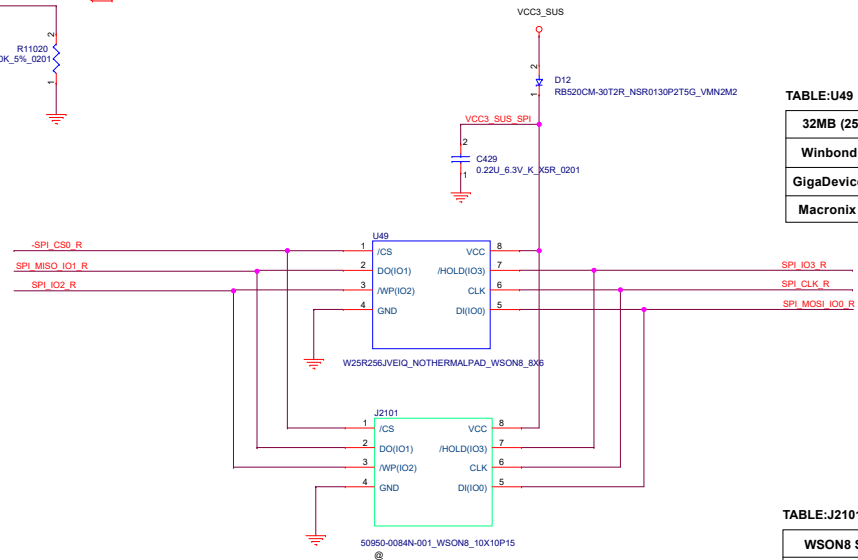 VCC3_SUS
2
R11020
0K_5%_0201
1
2
D12
1
RB520CM-30T2R_NSR0130P2T5G_VMN2M2
TABLE:U49
VCC3_SUS_SPI
32MB (25
2
C429
1
0.22U_6.3V_K_X5R_0201
Winbond
GigaDevice
Macronix
U49
-SPI_CS0_R
1 /CS VCC 8
SPI_MISO_IO1_R
2 DO(IO1) /HOLD(IO3) 7
SPI_IO3_R
SPI_IO2_R
3 /WP(IO2) CLK 6
SPI_CLK_R
4 GND DI(IO0) 5
SPI_MOSI_IO0_R
W25R256JVEIQ_NOTHERMALPAD_WSON8_8X6
J2101
1 /CS VCC 8
2 DO(IO1) /HOLD(IO3) 7
3 /WP(IO2) CLK 6
4 GND DI(IO0) 5
TABLE:J2101
50950-0084N-001_WSON8_10X10P15
WSON8 S
@